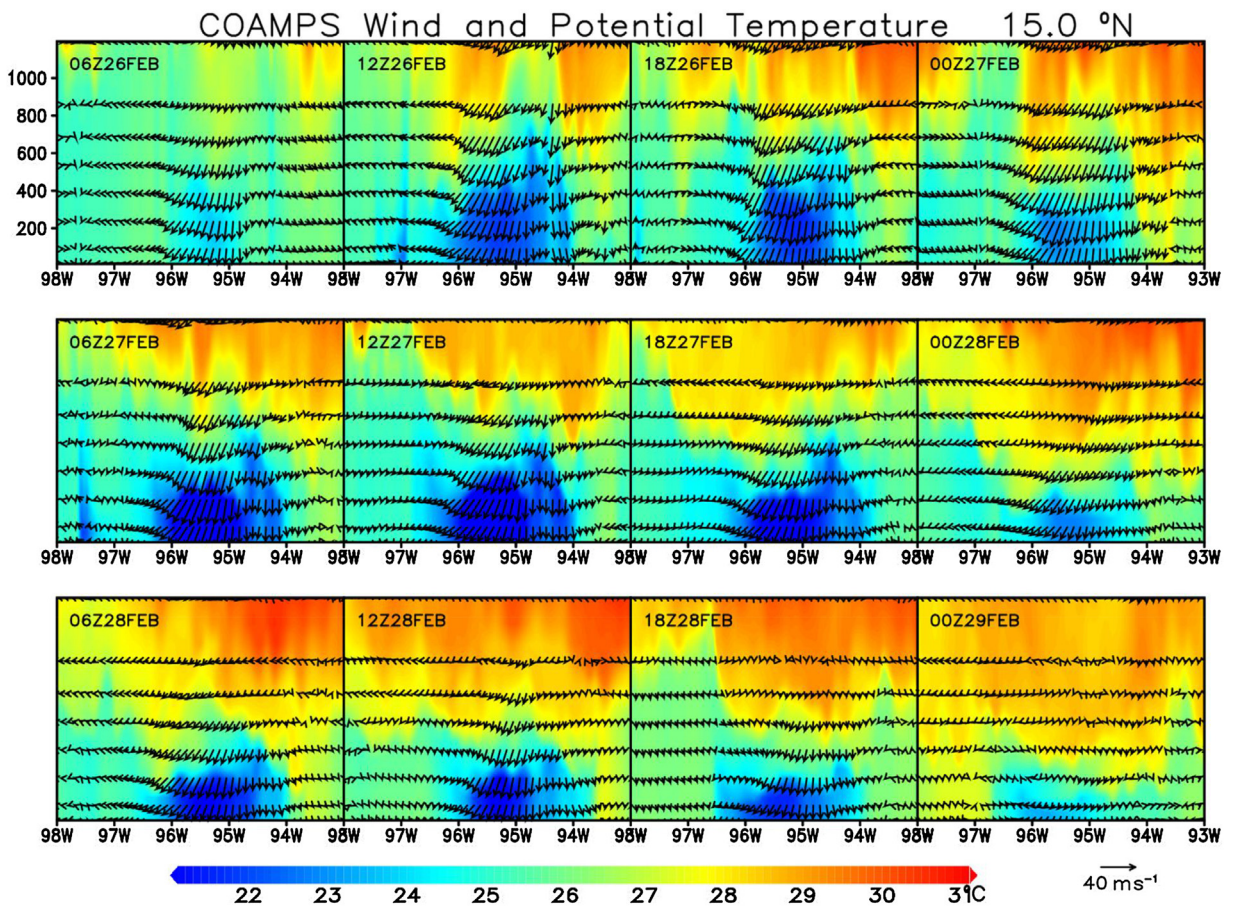 COAMPS Wind and Potential Temperature 15.0 ºN
06Z26FEB 12Z26FEB 18Z26FEB 00Z27FEB
1000
800
600
400
200
98W 97W 96W 95W 94W 98W 97W 96W 95W 94W 98W 97W 96W 95W 94W 98W 97W 96W 95W 94W 93W
06Z27FEB 12Z27FEB 18Z27FEB 00Z28FEB
98W 97W 96W 95W 94W 98W 97W 96W 95W 94W 98W 97W 96W 95W 94W 98W 97W 96W 95W 94W 93W
06Z28FEB 12Z28FEB 18Z28FEB 00Z29FEB
98W 97W 96W 95W 94W 98W 97W 96W 95W 94W 98W 97W 96W 95W 94W 98W 97W 96W 95W 94W 93W
22 23 24 25 26 27 28 29 30 31ºC
40 ms⁻¹